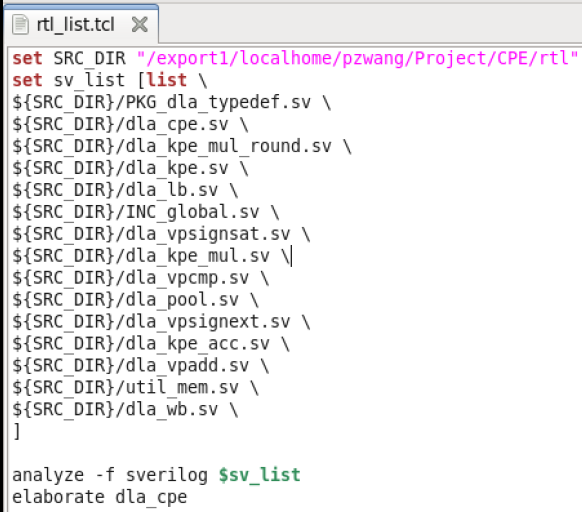 rtl_list.tcl
set SRC_DIR "/export1/localhome/pzwang/Project/CPE/rtl"
set sv_list [list \
${SRC_DIR}/PKG_dla_typedef.sv \
${SRC_DIR}/dla_cpe.sv \
${SRC_DIR}/dla_kpe_mul_round.sv \
${SRC_DIR}/dla_kpe.sv \
${SRC_DIR}/dla_lb.sv \
${SRC_DIR}/INC_global.sv \
${SRC_DIR}/dla_vpsignsat.sv \
${SRC_DIR}/dla_kpe_mul.sv \
${SRC_DIR}/dla_vpcmp.sv \
${SRC_DIR}/dla_pool.sv \
${SRC_DIR}/dla_vpsignext.sv \
${SRC_DIR}/dla_kpe_acc.sv \
${SRC_DIR}/dla_vpadd.sv \
${SRC_DIR}/util_mem.sv \
${SRC_DIR}/dla_wb.sv \
]
analyze -f sverilog $sv_list
elaborate dla_cpe